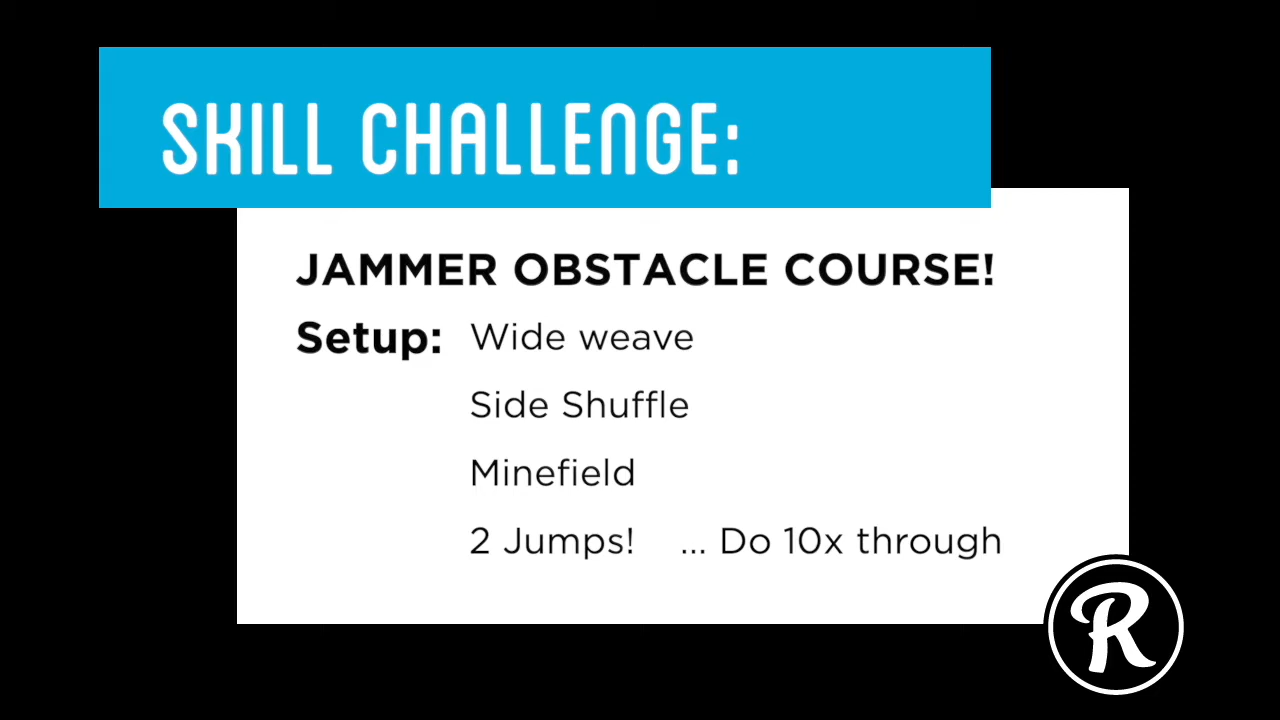 SKILL CHALLENGE:
JAMMER OBSTACLE COURSE!
Setup: Wide weave
Side Shuffle
Minefield
2 Jumps! ... Do 10x through
R